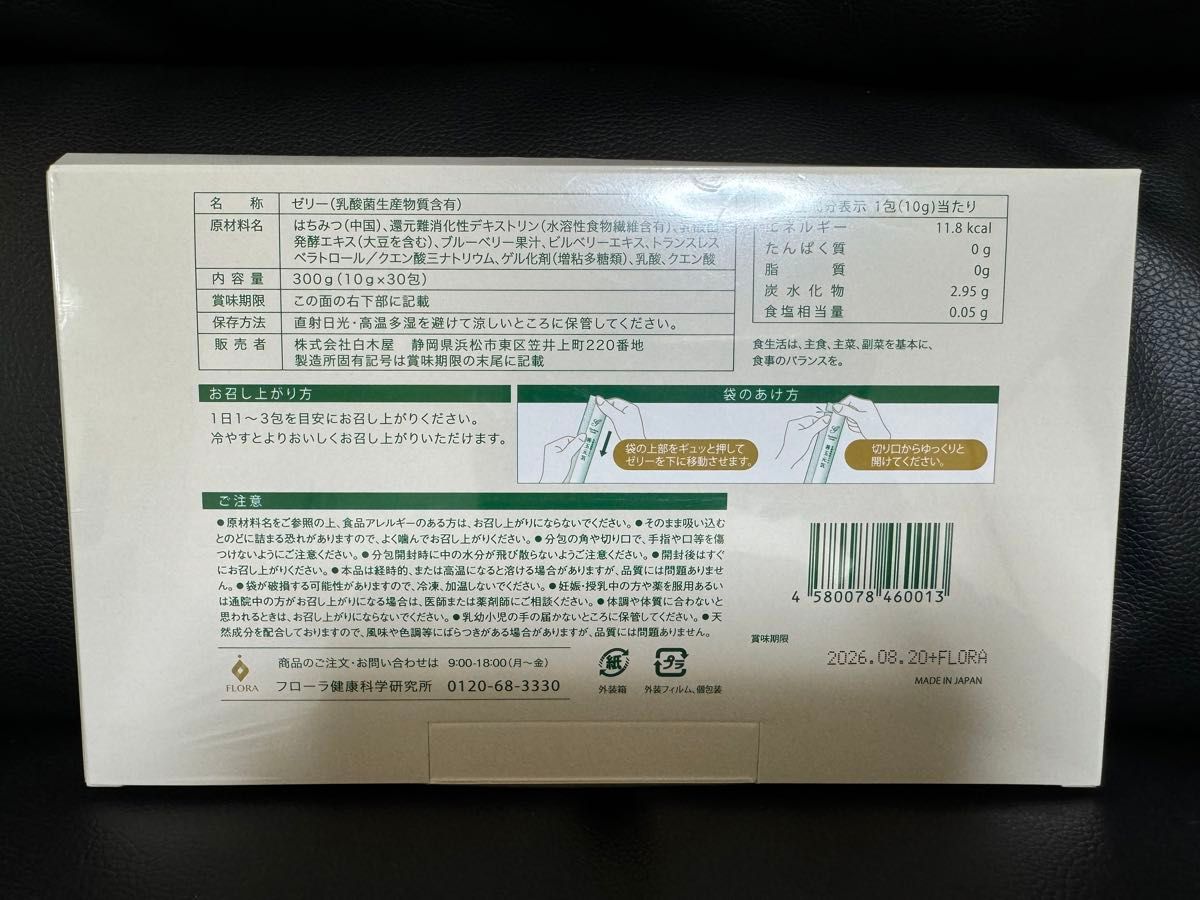 名称 ゼリー(乳酸菌生産物質含有)
原材料名 はちみつ(中国)、還元難消化性デキストリン(水溶性食物繊維含有)、乳酸菌
発酵エキス(大豆を含む)、ブルーベリー果汁、ビルベリーエキス、トランスレス
ベラトロール/クエン酸三ナトリウム、ゲル化剤(増粘多糖類)、乳酸、クエン酸
内容量 300g(10g×30包)
賞味期限 この面の右下部に記載
保存方法 直射日光・高温多湿を避けて涼しいところに保管してください。
販売者 株式会社白木屋 静岡県浜松市東区笠井上町220番地
製造所固有記号は賞味期限の末尾に記載
分表示 1包(10g)当たり
エネルギー 11.8 kcal
たんぱく質 0 g
脂質 0g
炭水化物 2.95 g
食塩相当量 0.05 g
食生活は、主食、主菜、副菜を基本に、
食事のバランスを。
お召し上がり方
1日1〜3包を目安にお召し上がりください。
冷やすとよりおいしくお召し上がりいただけます。
袋のあけ方
袋の上部をギュッと押して
ゼリーを下に移動させます。
切り口からゆっくりと
開けてください。
ご注意
●原材料名をご参照の上、食品アレルギーのある方は、お召し上がりにならないでください。●そのまま吸い込む
とのどに詰まる恐れがありますので、よく噛んでお召し上がりください。●分包の角や切り口で、手指や口等を傷
つけないようにご注意ください。●分包開封時に中の水分が飛び散らないようご注意ください。●開封後はすぐ
にお召し上がりください。●本品は経時的、または高温になると溶ける場合がありますが、品質には問題ありませ
ん。●袋が破損する可能性がありますので、冷凍、加温しないでください。●妊娠・授乳中の方や薬を服用あるい
は通院中の方がお召し上がりになる場合は、医師または薬剤師にご相談ください。●体調や体質に合わないと
思われるときは、お召し上がりにならないでください。●乳幼小児の手の届かないところに保管してください。●天
然成分を配合しておりますので、風味や色調等にばらつきがある場合がありますが、品質には問題ありません。
4 580078 460013
賞味期限
2026.08.20+FLORA
MADE IN JAPAN
FLORA
商品のご注文・お問い合わせは 9:00-18:00(月〜金)
フローラ健康科学研究所 0120-68-3330
紙
外装箱
プラ
外装フィルム、個包装